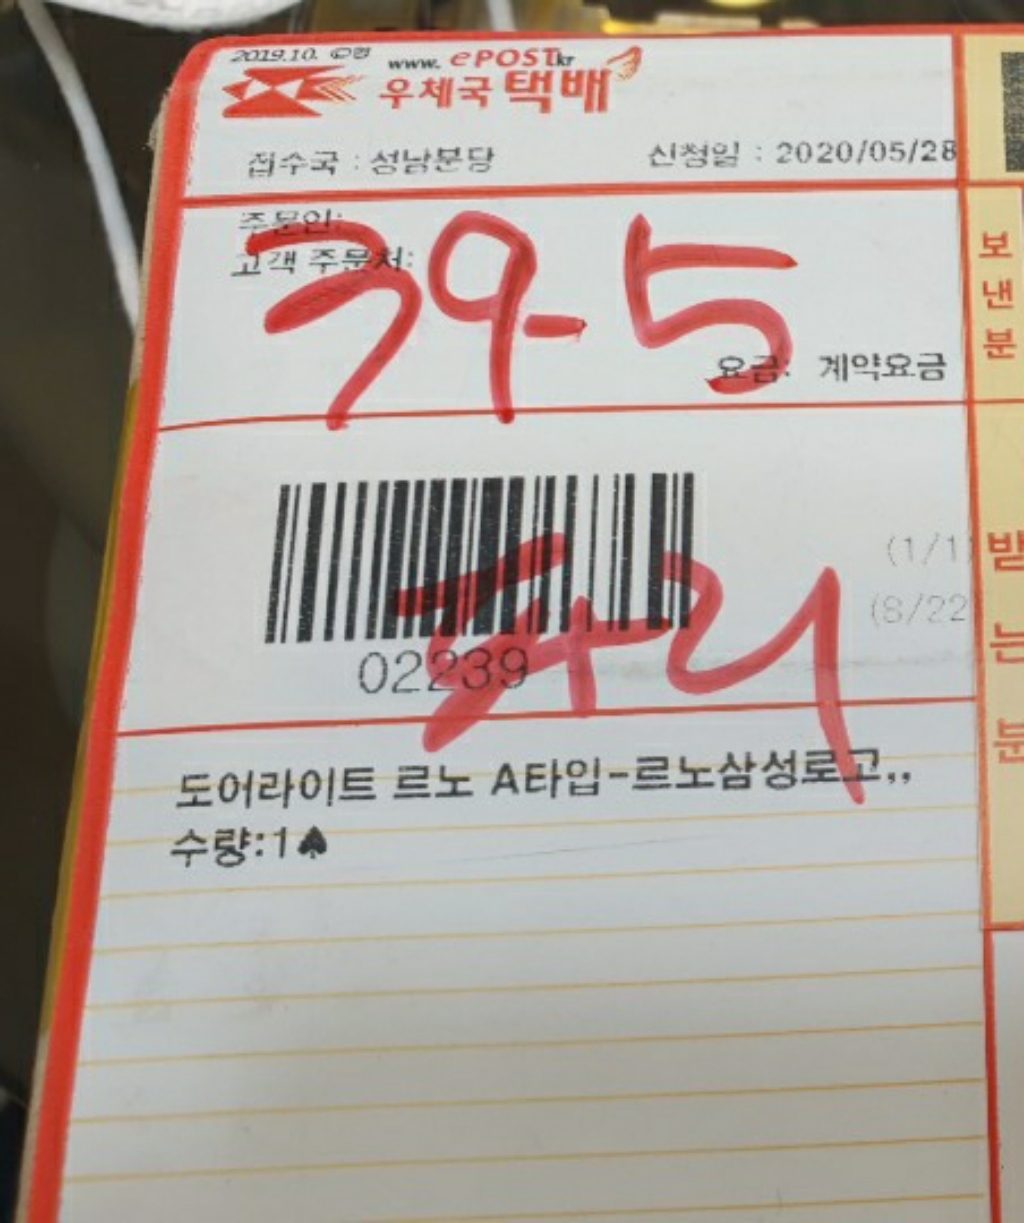 2019.10. ⓒ경
www. ePOST.kr
우체국 택배
접수국 : 성남분당
신청일 : 2020/05/28
주문인:
고객 주문처:
39-5
요금: 계약요금
보낸분
(1/1
(8/22
02239
받는분
도어라이트 르노 A타입-르노삼성로고,,
수량:1♠